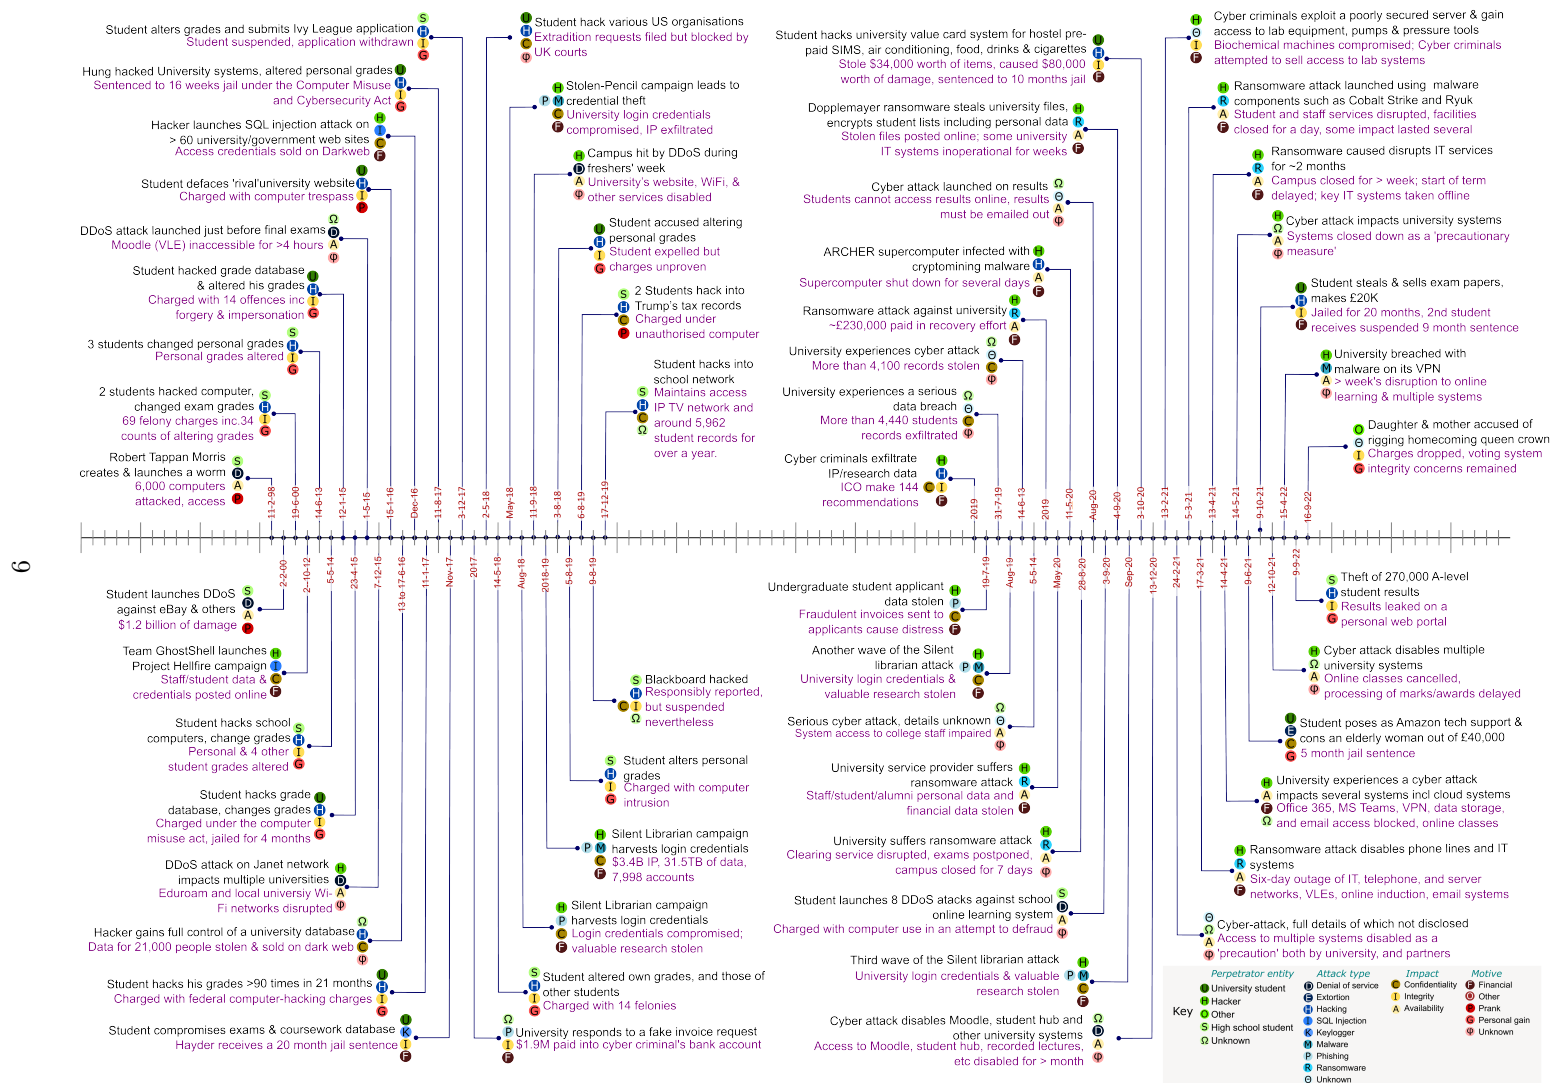 Student alters grades and submits Ivy League application
Student suspended, application withdrawn
S
H
I
G
Hung hacked University systems, altered personal grades
Sentenced to 16 weeks jail under the Computer Misuse
and Cybersecurity Act
U
H
I
G
Hacker launches SQL injection attack on
> 60 university/government web sites
Access credentials sold on Darkweb
H
I
C
F
Student defaces 'rival'university website
Charged with computer trespass
U
H
I
P
DDoS attack launched just before final exams
Moodle (VLE) inaccessible for >4 hours
Ω
D
A
φ
Student hacked grade database
& altered his grades
Charged with 14 offences inc
forgery & impersonation
U
H
I
G
3 students changed personal grades
Personal grades altered
S
H
I
G
2 students hacked computer,
changed exam grades
69 felony charges inc.34
counts of altering grades
S
H
I
G
Robert Tappan Morris
creates & launches a worm
6,000 computers
attacked, access
S
D
A
P
Student hack various US organisations
Extradition requests filed but blocked by
UK courts
U
H
C
φ
Stolen-Pencil campaign leads to
credential theft
University login credentials
compromised, IP exfiltrated
H
P M
C
F
Campus hit by DDoS during
freshers' week
University's website, WiFi, &
other services disabled
H
D
A
φ
Student accused altering
personal grades
Student expelled but
charges unproven
U
H
I
G
2 Students hack into
Trump's tax records
Charged under
unauthorised computer
S
H
C
P
Student hacks into
school network
Maintains access
IP TV network and
around 5,962
student records for
over a year.
S
H
C
Ω
Student hacks university value card system for hostel pre-
paid SIMS, air conditioning, food, drinks & cigarettes
Stole $34,000 worth of items, caused $80,000
worth of damage, sentenced to 10 months jail
U
H
I
F
Dopplemayer ransomware steals university files,
encrypts student lists including personal data
Stolen files posted online; some university
IT systems inoperational for weeks
H
R
A
F
Cyber attack launched on results
Students cannot access results online, results
must be emailed out
Ω
Θ
A
φ
ARCHER supercomputer infected with
cryptomining malware
Supercomputer shut down for several days
H
H
A
F
Ransomware attack against university
~£230,000 paid in recovery effort
H
R
A
F
University experiences cyber attack
More than 4,100 records stolen
Ω
Θ
C
φ
University experiences a serious
data breach
More than 4,440 students
records exfiltrated
Ω
Θ
C
φ
Cyber criminals exfiltrate
IP/research data
ICO make 144
recommendations
H
H
C I
F
Cyber criminals exploit a poorly secured server & gain
access to lab equipment, pumps & pressure tools
Biochemical machines compromised; Cyber criminals
attempted to sell access to lab systems
H
Θ
I
F
Ransomware attack launched using malware
components such as Cobalt Strike and Ryuk
Student and staff services disrupted, facilities
closed for a day, some impact lasted several
H
R
A
F
Ransomware caused disrupts IT services
for ~2 months
Campus closed for > week; start of term
delayed; key IT systems taken offline
H
R
A
F
Cyber attack impacts university systems
Systems closed down as a 'precautionary
measure'
H
Ω
A
φ
Student steals & sells exam papers,
makes £20K
Jailed for 20 months, 2nd student
receives suspended 9 month sentence
U
H
I
F
University breached with
malware on its VPN
> week's disruption to online
learning & multiple systems
H
M
A
φ
Daughter & mother accused of
rigging homecoming queen crown
Charges dropped, voting system
integrity concerns remained
O
Θ
I
G
11-2-98
19-6-00
14-6-13
12-1-15
1-5-15
15-1-16
Dec-16
11-8-17
3-12-17
2-5-18
May-18
11-9-18
3-8-18
6-8-19
17-12-19
2019
31-7-19
14-6-13
2019
11-5-20
Aug-20
4-9-20
3-10-20
13-2-21
5-3-21
13-4-21
14-5-21
9-10-21
15-4-22
16-9-22
6
2-2-00
2-10-12
5-5-14
23-4-15
7-12-15
13 to 17-6-16
11-1-17
Nov-17
2017
14-5-18
Aug-18
2018-19
5-8-19
9-8-19
19-7-19
Aug-19
5-5-14
May 20
28-8-20
3-9-20
Sep-20
13-12-20
24-2-21
17-3-21
14-4-21
9-6-21
12-10-21
9-9-22
Student launches DDoS
against eBay & others
$1.2 billion of damage
S
D
A
P
Team GhostShell launches
Project Hellfire campaign
Staff/student data &
credentials posted online
H
I
C
F
Student hacks school
computers, change grades
Personal & 4 other
student grades altered
S
H
I
G
Student hacks grade
database, changes grades
Charged under the computer
misuse act, jailed for 4 months
U
H
I
G
DDoS attack on Janet network
impacts multiple universities
Eduroam and local universiy Wi-
Fi networks disrupted
H
D
A
φ
Hacker gains full control of a university database
Data for 21,000 people stolen & sold on dark web
Ω
H
C
φ
Student hacks his grades >90 times in 21 months
Charged with federal computer-hacking charges
U
H
I
G
Student compromises exams & coursework database
Hayder receives a 20 month jail sentence
U
K
I
F
Blackboard hacked
Responsibly reported,
but suspended
nevertheless
S
H
C I
Ω
Student alters personal
grades
Charged with computer
intrusion
S
H
I
G
Silent Librarian campaign
harvests login credentials
$3.4B IP, 31.5TB of data,
7,998 accounts
H
P M
C
F
Silent Librarian campaign
harvests login credentials
Login credentials compromised;
valuable research stolen
H
P
C
F
Student altered own grades, and those of
other students
Charged with 14 felonies
S
H
I
G
University responds to a fake invoice request
$1.9M paid into cyber criminal's bank account
Ω
P
I
F
Undergraduate student applicant
data stolen
Fraudulent invoices sent to
applicants cause distress
H
P
C
F
Another wave of the Silent
librarian attack
University login credentials &
valuable research stolen
H
P M
C
F
Serious cyber attack, details unknown
System access to college staff impaired
Ω
Θ
A
φ
University service provider suffers
ransomware attack
Staff/student/alumni personal data and
financial data stolen
H
R
A
F
University suffers ransomware attack
Clearing service disrupted, exams postponed,
campus closed for 7 days
H
R
A
φ
Student launches 8 DDoS atacks against school
online learning system
Charged with computer use in an attempt to defraud
S
D
A
φ
Third wave of the Silent librarian attack
University login credentials & valuable
research stolen
H
P M
C
F
Cyber attack disables Moodle, student hub and
other university systems
Access to Moodle, student hub, recorded lectures,
etc disabled for > month
Ω
D
A
φ
Theft of 270,000 A-level
student results
Results leaked on a
personal web portal
S
H
I
G
Cyber attack disables multiple
university systems
Online classes cancelled,
processing of marks/awards delayed
H
Ω
A
φ
Student poses as Amazon tech support &
cons an elderly woman out of £40,000
5 month jail sentence
U
E
C
G
University experiences a cyber attack
impacts several systems incl cloud systems
Office 365, MS Teams, VPN, data storage,
and email access blocked, online classes
H
A
F
Ω
Ransomware attack disables phone lines and IT
systems
Six-day outage of IT, telephone, and server
networks, VLEs, online induction, email systems
H
R
A
F
Cyber-attack, full details of which not disclosed
Access to multiple systems disabled as a
'precaution' both by university, and partners
Θ
Ω
A
φ
Key
Perpetrator entity
U University student
H Hacker
O Other
S High school student
Ω Unknown
Attack type
D Denial of service
E Extortion
H Hacking
I SQL Injection
K Keylogger
M Malware
P Phishing
R Ransomware
Θ Unknown
Impact
C Confidentiality
I Integrity
A Availability
Motive
F Financial
O Other
P Prank
G Personal gain
φ Unknown